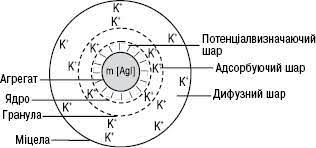 K⁺
K⁺
K⁺
K⁺
K⁺
K⁺
K⁺
m [AgI]
K⁺
K⁺
K⁺
K⁺
K⁺
K⁺
K⁺
K⁺
Потенціалвизначаючий
шар
Адсорбуючий шар
Дифузний шар
Агрегат
Ядро
Гранула
Міцела